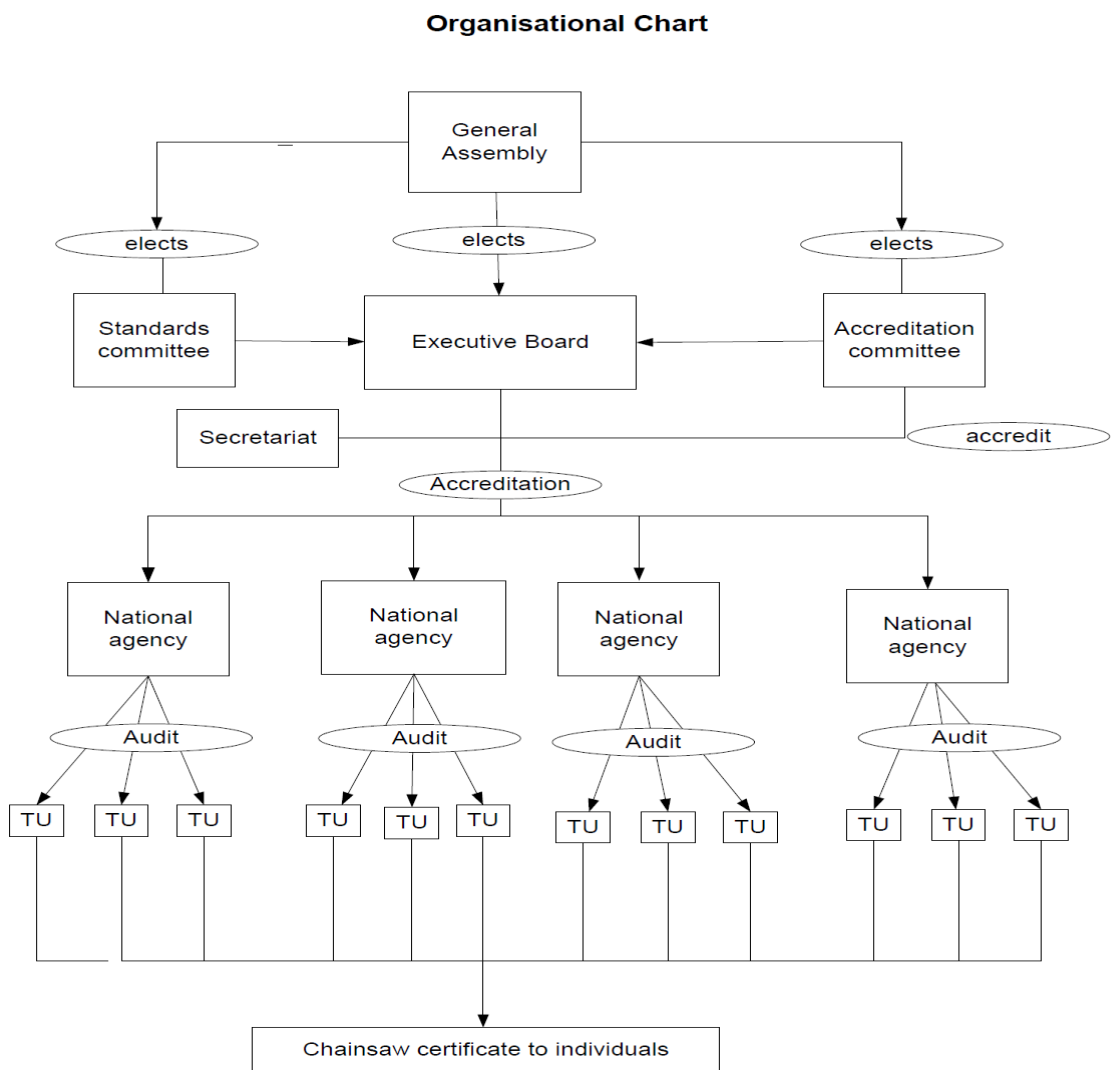 Organisational Chart
General
Assembly
elects
elects
elects
Standards
committee
Executive Board
Accreditation
committee
Secretariat
accredit
Accreditation
National
agency
National
agency
National
agency
National
agency
Audit
Audit
Audit
Audit
TU
TU
TU
TU
TU
TU
TU
TU
TU
TU
TU
TU
Chainsaw certificate to individuals